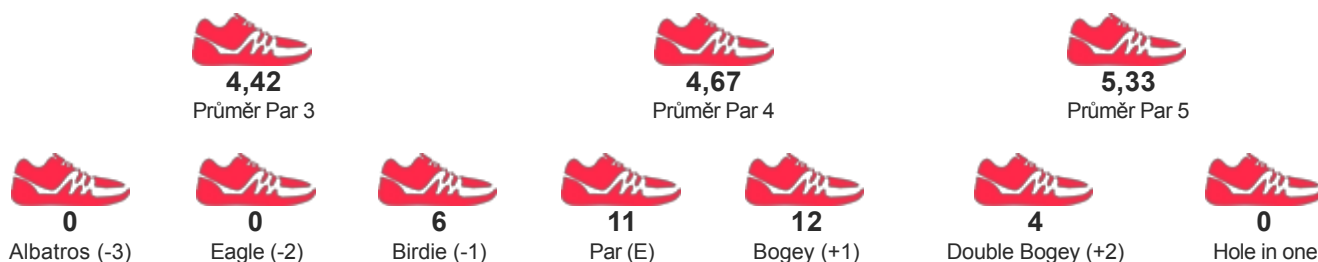 4,42 4,67 5,33
Průměr Par 3 Průměr Par 4 Průměr Par 5
0 0 6 11 12 4 0
Albatros (-3) Eagle (-2) Birdie (-1) Par (E) Bogey (+1) Double Bogey (+2) Hole in one